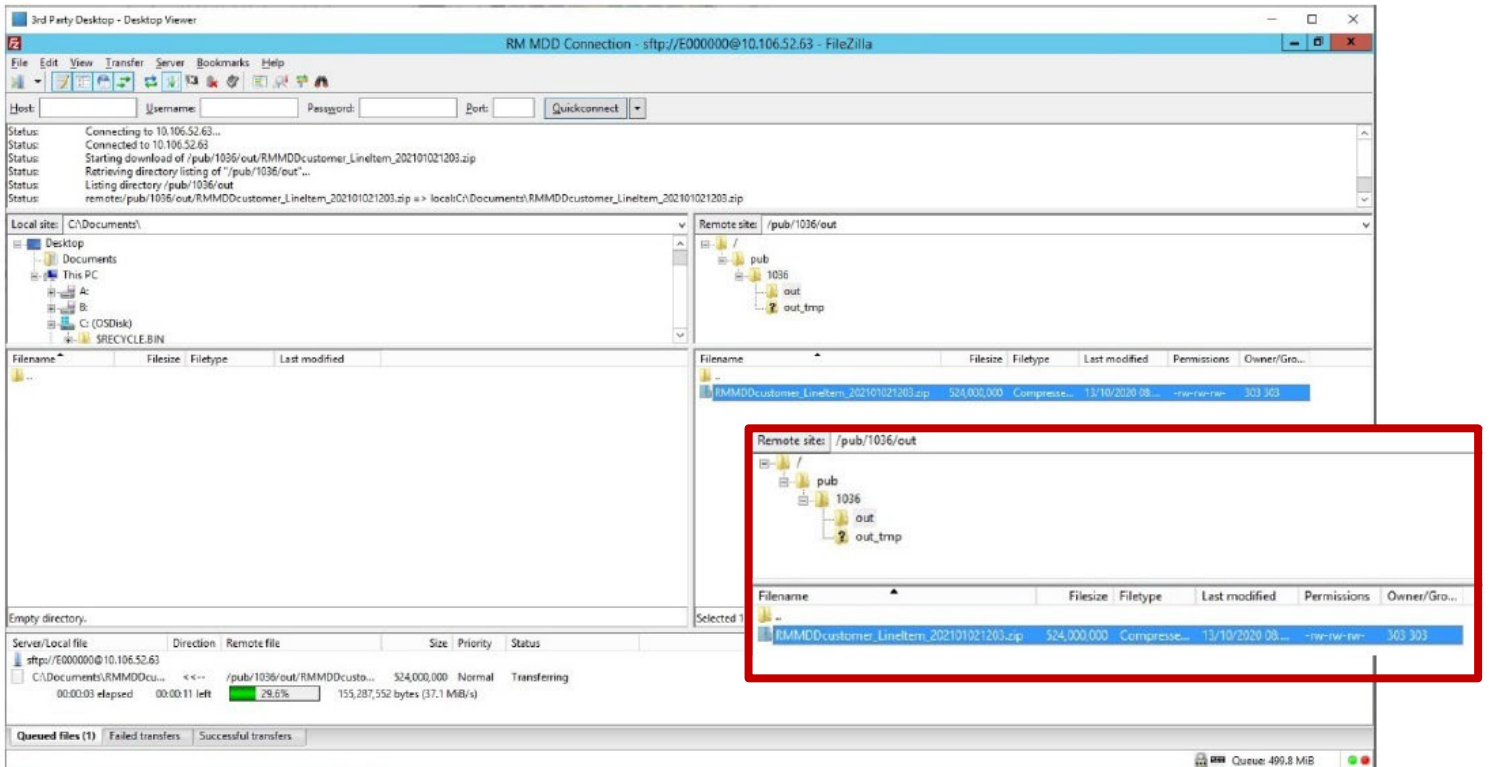 3rd Party Desktop - Desktop Viewer
RM MDD Connection - sftp://E000000@10.106.52.63 - FileZilla
File Edit View Transfer Server Bookmarks Help
Host: Username: Password: Port: Quickconnect
Status: Connecting to 10.106.52.63...
Status: Connected to 10.106.52.63
Status: Starting download of /pub/1036/out/RMMDDcustomer_LineItem_202101021203.zip
Status: Retrieving directory listing of "/pub/1036/out"...
Status: Listing directory /pub/1036/out
Status: remote:/pub/1036/out/RMMDDcustomer_LineItem_202101021203.zip => local:C:\Documents\RMMDDcustomer_LineItem_202101021203.zip
Local site: C:\Documents\
Desktop
Documents
This PC
A:
B:
C: (OSDisk)
$RECYCLE.BIN
Remote site: /pub/1036/out
/
pub
1036
out
? out_tmp
Filename Filesize Filetype Last modified
..
Empty directory.
Filename Filesize Filetype Last modified Permissions Owner/Gro...
..
RMMDDcustomer_LineItem_202101021203.zip 524,000,000 Compresse... 13/10/2020 08:... -rw-rw-rw- 303 303
Selected 1
Remote site: /pub/1036/out
/
pub
1036
out
? out_tmp
Filename Filesize Filetype Last modified Permissions Owner/Gro...
..
RMMDDcustomer_LineItem_202101021203.zip 524,000,000 Compresse... 13/10/2020 08:... -rw-rw-rw- 303 303
Server/Local file Direction Remote file Size Priority Status
sftp://E000000@10.106.52.63
C:\Documents\RMMDDcu... <<-- /pub/1036/out/RMMDDcusto... 524,000,000 Normal Transferring
00:00:03 elapsed 00:00:11 left 29.6% 155,287,552 bytes (37.1 MiB/s)
Queued files (1) Failed transfers Successful transfers
Queue: 499.8 MiB